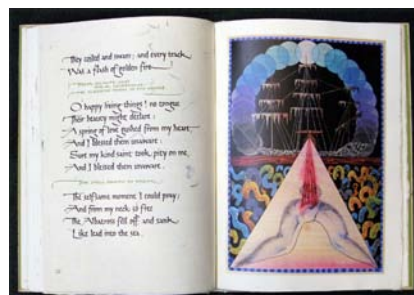 They coiled and swam; and every track
Was a flash of golden fire.
O happy living things! no tongue
Their beauty might declare:
A spring of love gushed from my heart,
And I blessed them unaware:
Sure my kind saint took pity on me,
And I blessed them unaware.
The selfsame moment I could pray;
And from my neck so free
The Albatross fell off, and sank
Like lead into the sea.